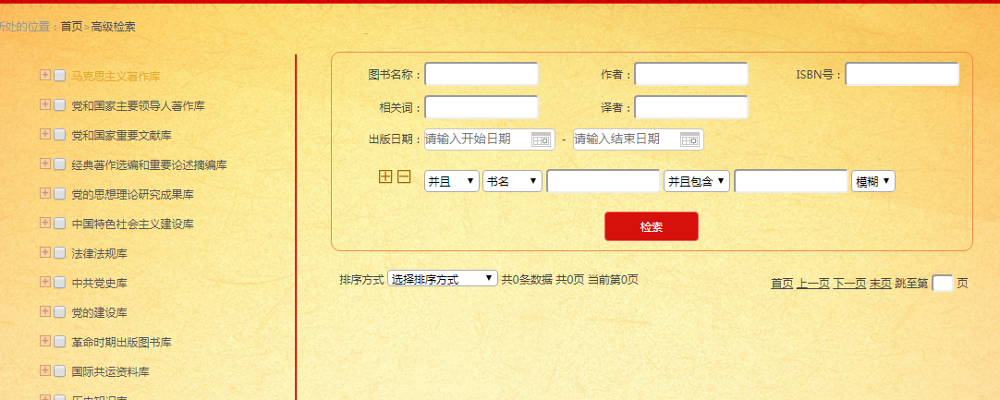 所处的位置：首页>高级检索
马克思主义著作库
党和国家主要领导人著作库
党和国家重要文献库
经典著作选编和重要论述摘编库
党的思想理论研究成果库
中国特色社会主义建设库
法律法规库
中共党史库
党的建设库
革命时期出版图书库
国际共运资料库
历史知识库
图书名称： 作者： ISBN号：
相关词： 译者：
出版日期： 请输入开始日期 - 请输入结束日期
并且 书名 并且包含 模糊
检索
排序方式 选择排序方式 共0条数据 共0页 当前第0页
首页 上一页 下一页 末页 跳至第 页